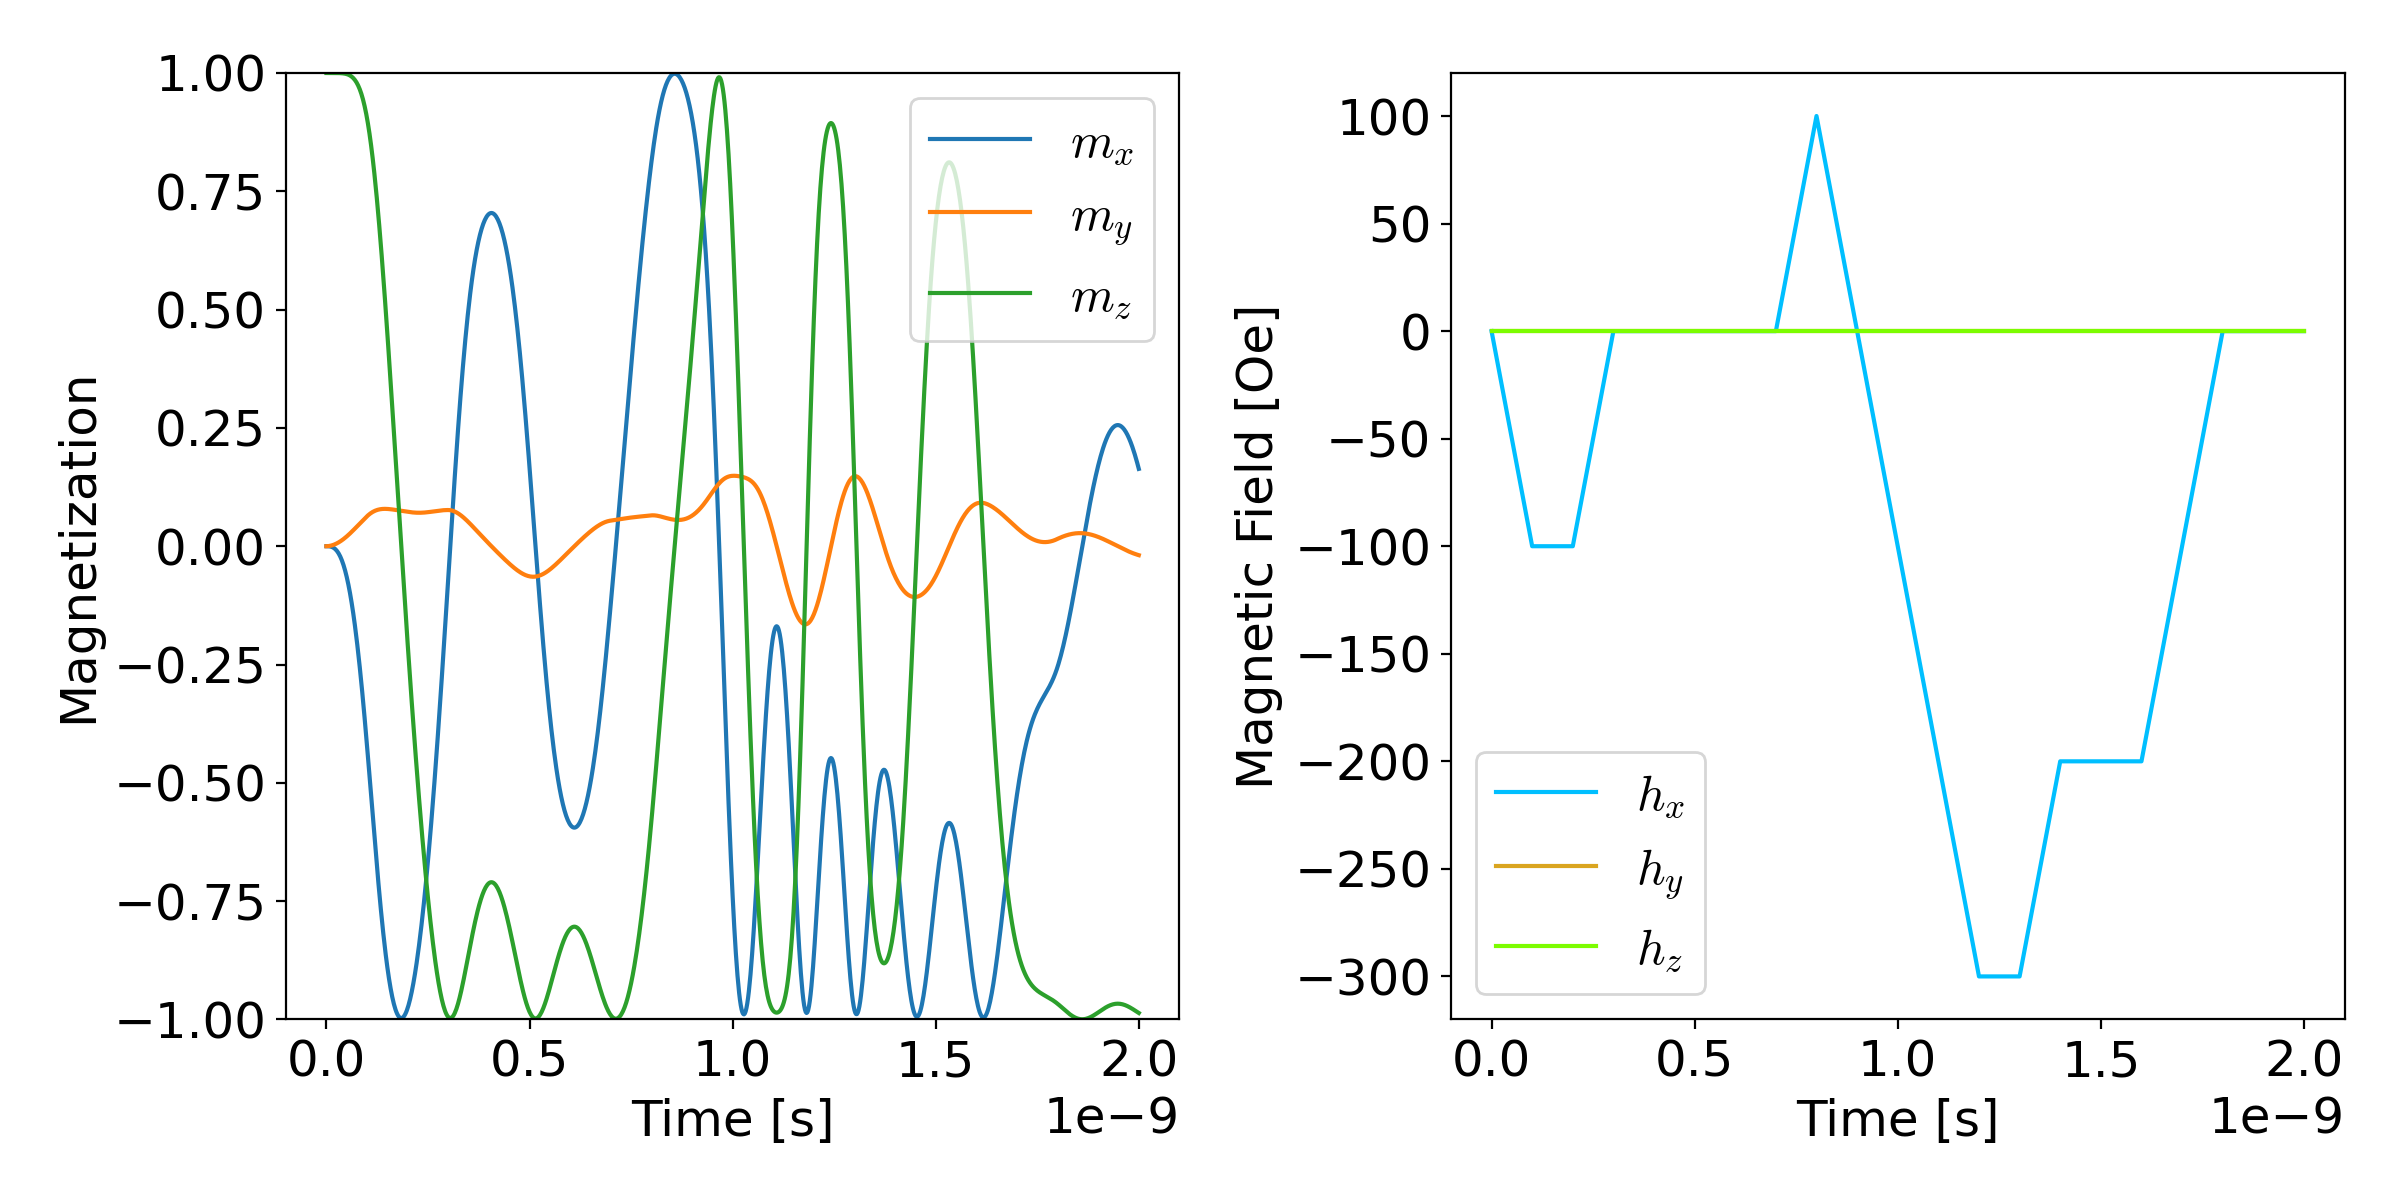 1.00
0.75
0.50
0.25
0.00
−0.25
−0.50
−0.75
−1.00
Magnetization
0.0 0.5 1.0 1.5 2.0
Time [s]
1e−9
m_x
m_y
m_z
100
50
0
−50
−100
−150
−200
−250
−300
Magnetic Field [Oe]
h_x
h_y
h_z
0.0 0.5 1.0 1.5 2.0
Time [s]
1e−9